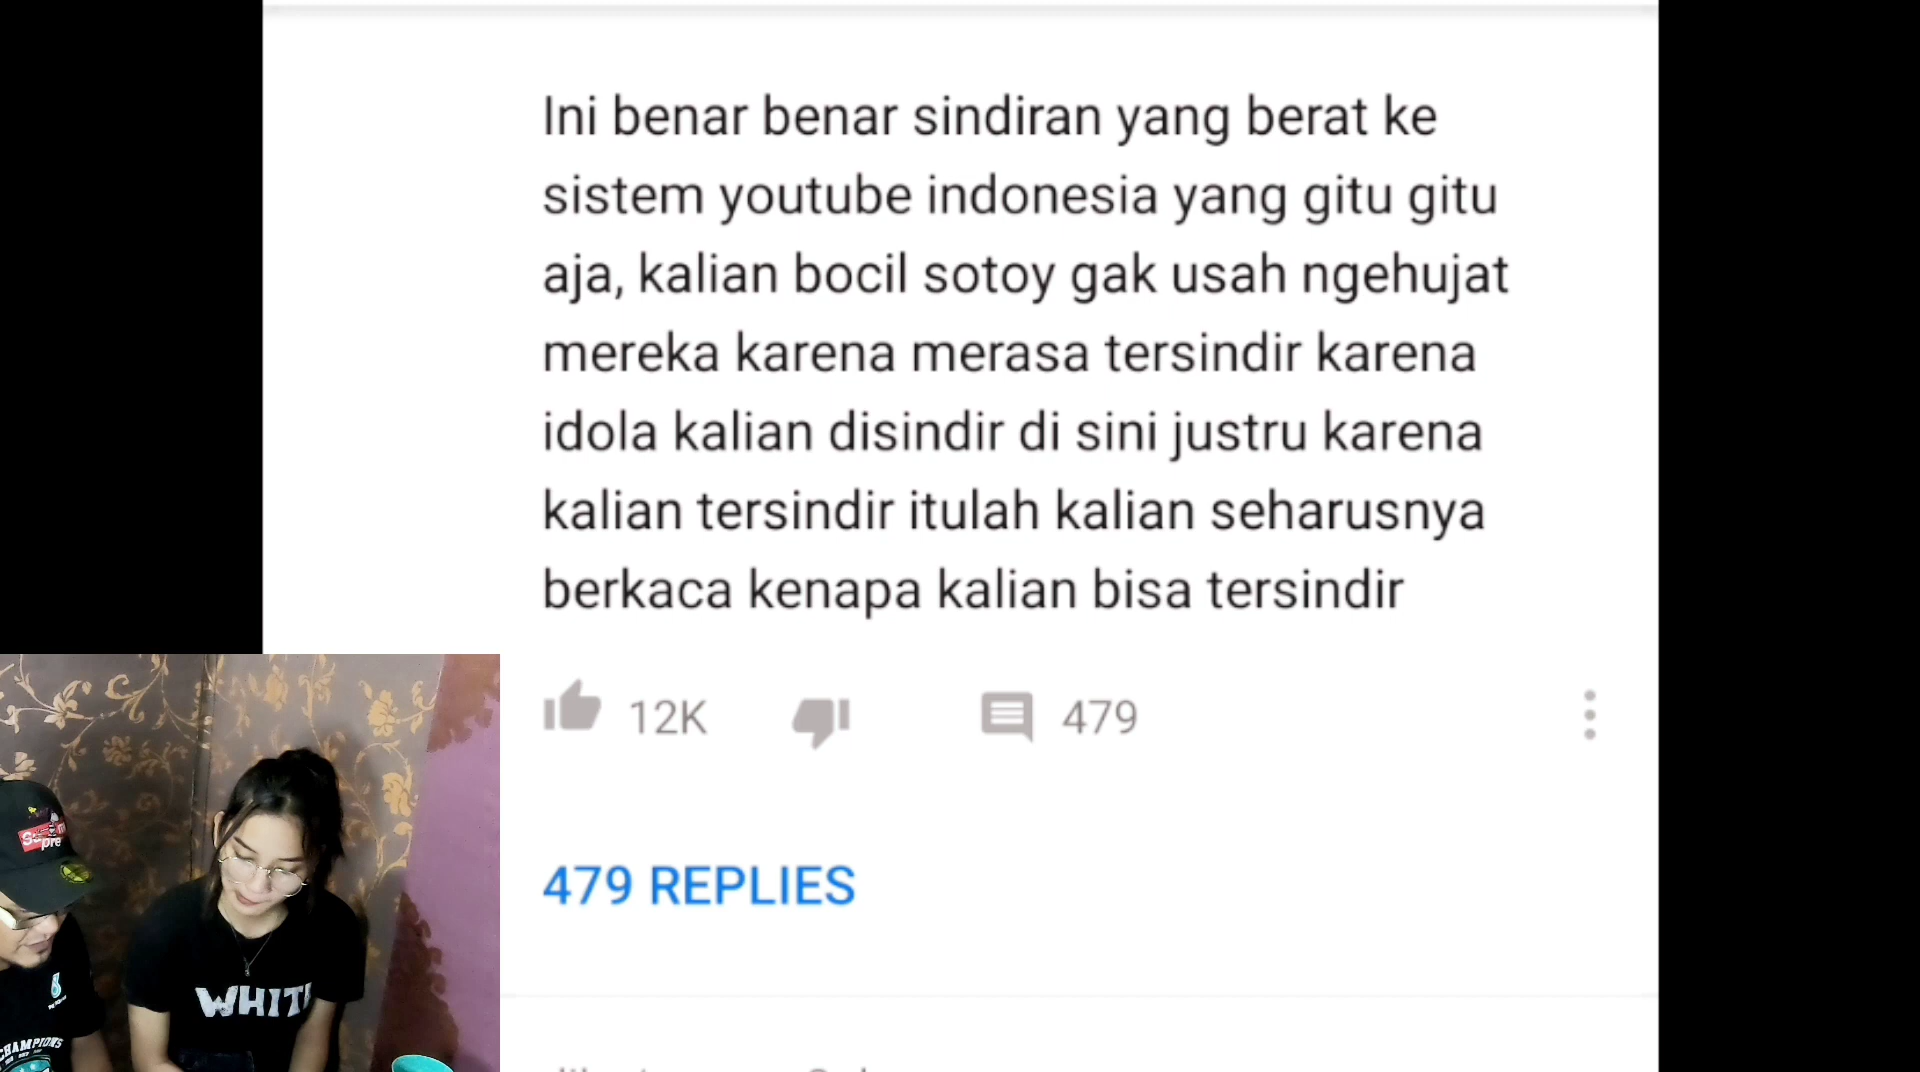 Ini benar benar sindiran yang berat ke
sistem youtube indonesia yang gitu gitu
aja, kalian bocil sotoy gak usah ngehujat
mereka karena merasa tersindir karena
idola kalian disindir di sini justru karena
kalian tersindir itulah kalian seharusnya
berkaca kenapa kalian bisa tersindir
12K
479
479 REPLIES
WHITE
CHAMPIONS